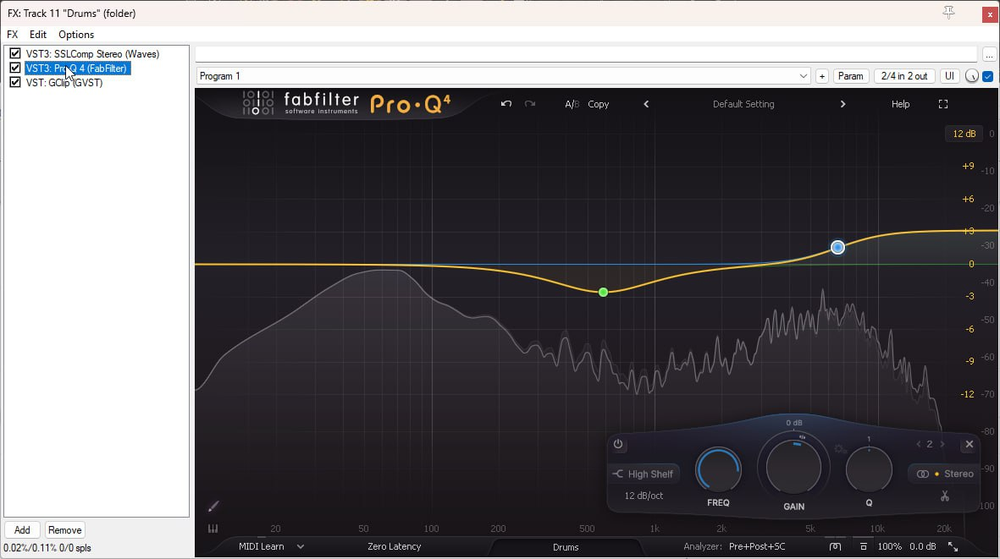 FX: Track 11 "Drums" (folder)
x
FX Edit Options
VST3: SSLComp Stereo (Waves)
VST3: Pro-Q 4 (FabFilter)
VST: GClip (GVST)
...
Program 1
+ Param 2/4 in 2 out UI
fabfilter
software instruments
Pro·Q 4
A/B Copy Default Setting Help
12 dB 0
+9 -10
+6 -20
+3 -30
0 -40
-3 -50
-6 -60
-9
-12 -70
-80
-90
-100
0 dB
1
2
High Shelf
12 dB/oct
FREQ
GAIN
Q
Stereo
20 50 100 200 500 1k 2k 5k 10k 20k
Add Remove
0.02%/0.11% 0/0 spls
MIDI Learn Zero Latency Drums Analyzer: Pre+Post+SC 100% 0.0 dB